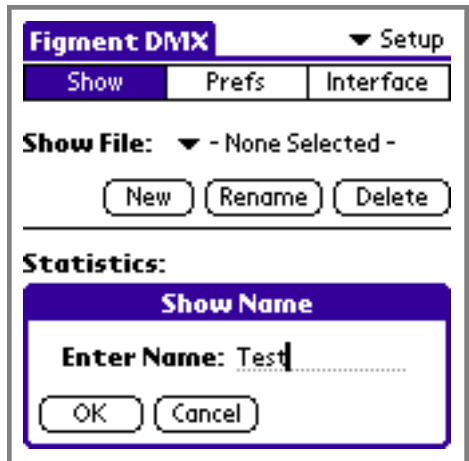 Figment DMX Setup
Show Prefs Interface
Show File: - None Selected -
New Rename Delete
Statistics:
Show Name
Enter Name: Test
OK Cancel